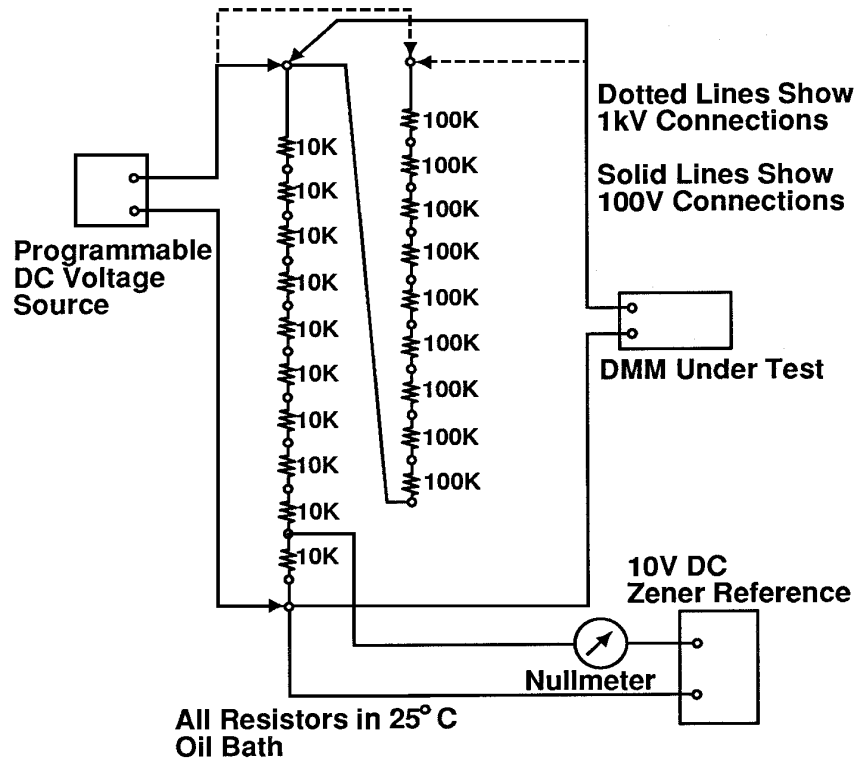 Dotted Lines Show
1kV Connections
Solid Lines Show
100V Connections
Programmable
DC Voltage
Source
10K
10K
10K
10K
10K
10K
10K
10K
10K
10K
100K
100K
100K
100K
100K
100K
100K
100K
100K
DMM Under Test
10V DC
Zener Reference
Nullmeter
All Resistors in 25° C
Oil Bath